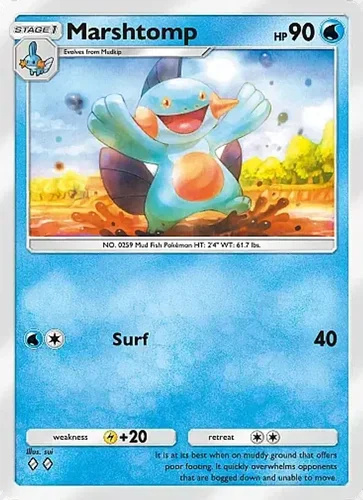 STAGE 1
Marshtomp
HP 90
Evolves from Mudkip
NO. 0259 Mud Fish Pokémon HT: 2'4" WT: 61.7 lbs.
Surf 40
weakness +20 retreat
Illus. sui
It is at its best when on muddy ground that offers
poor footing. It quickly overwhelms opponents
that are bogged down and unable to move.